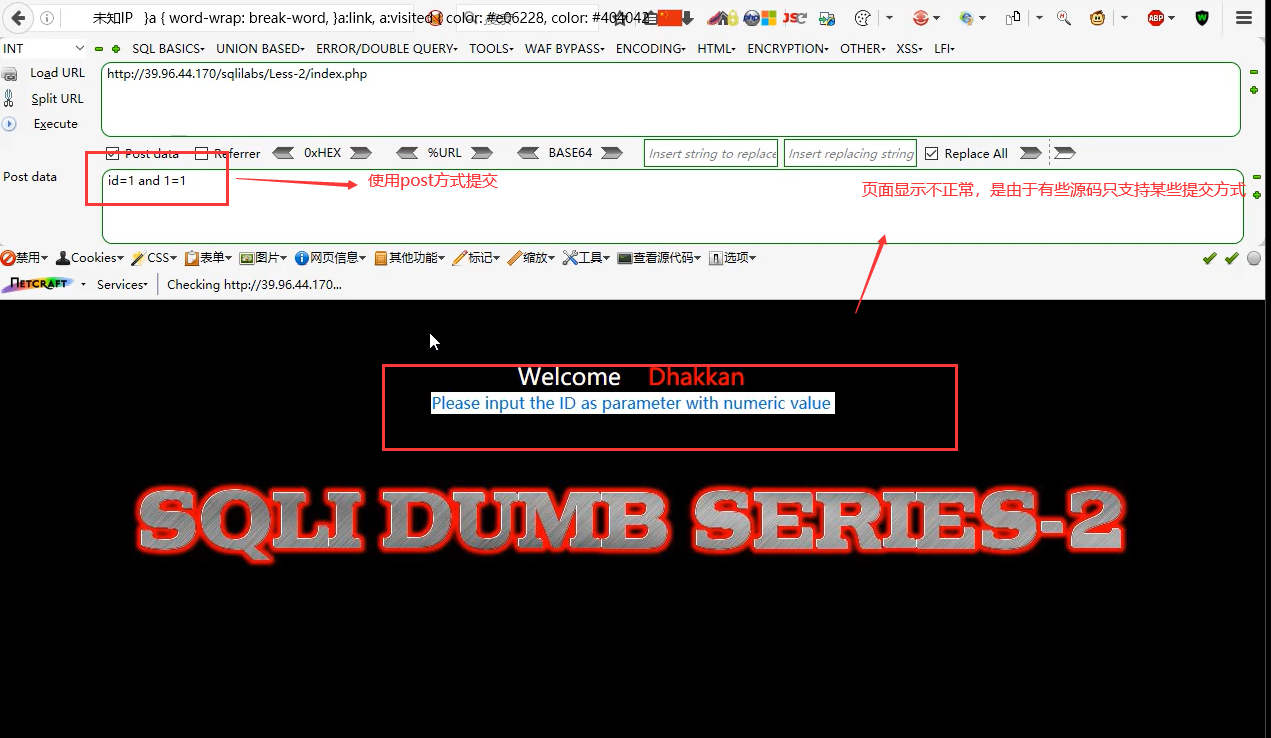 未知IP }a { word-wrap: break-word, }a:link, a:visited { color: #e06228, color: #404042
INT SQL BASICS UNION BASED ERROR/DOUBLE QUERY TOOLS WAF BYPASS ENCODING HTML ENCRYPTION OTHER XSS LFI
Load URL
http://39.96.44.170/sqlilabs/Less-2/index.php
Split URL
Execute
Post data Referrer 0xHEX %URL BASE64 Insert string to replace Insert replacing string Replace All
Post data
id=1 and 1=1
使用post方式提交
页面显示不正常，是由于有些源码只支持某些提交方式
禁用 Cookies CSS 表单 图片 网页信息 其他功能 标记 缩放 工具 查看源代码 选项
NETCRAFT Services Checking http://39.96.44.170...
Welcome Dhakkan
Please input the ID as parameter with numeric value
SQLI DUMB SERIES-2